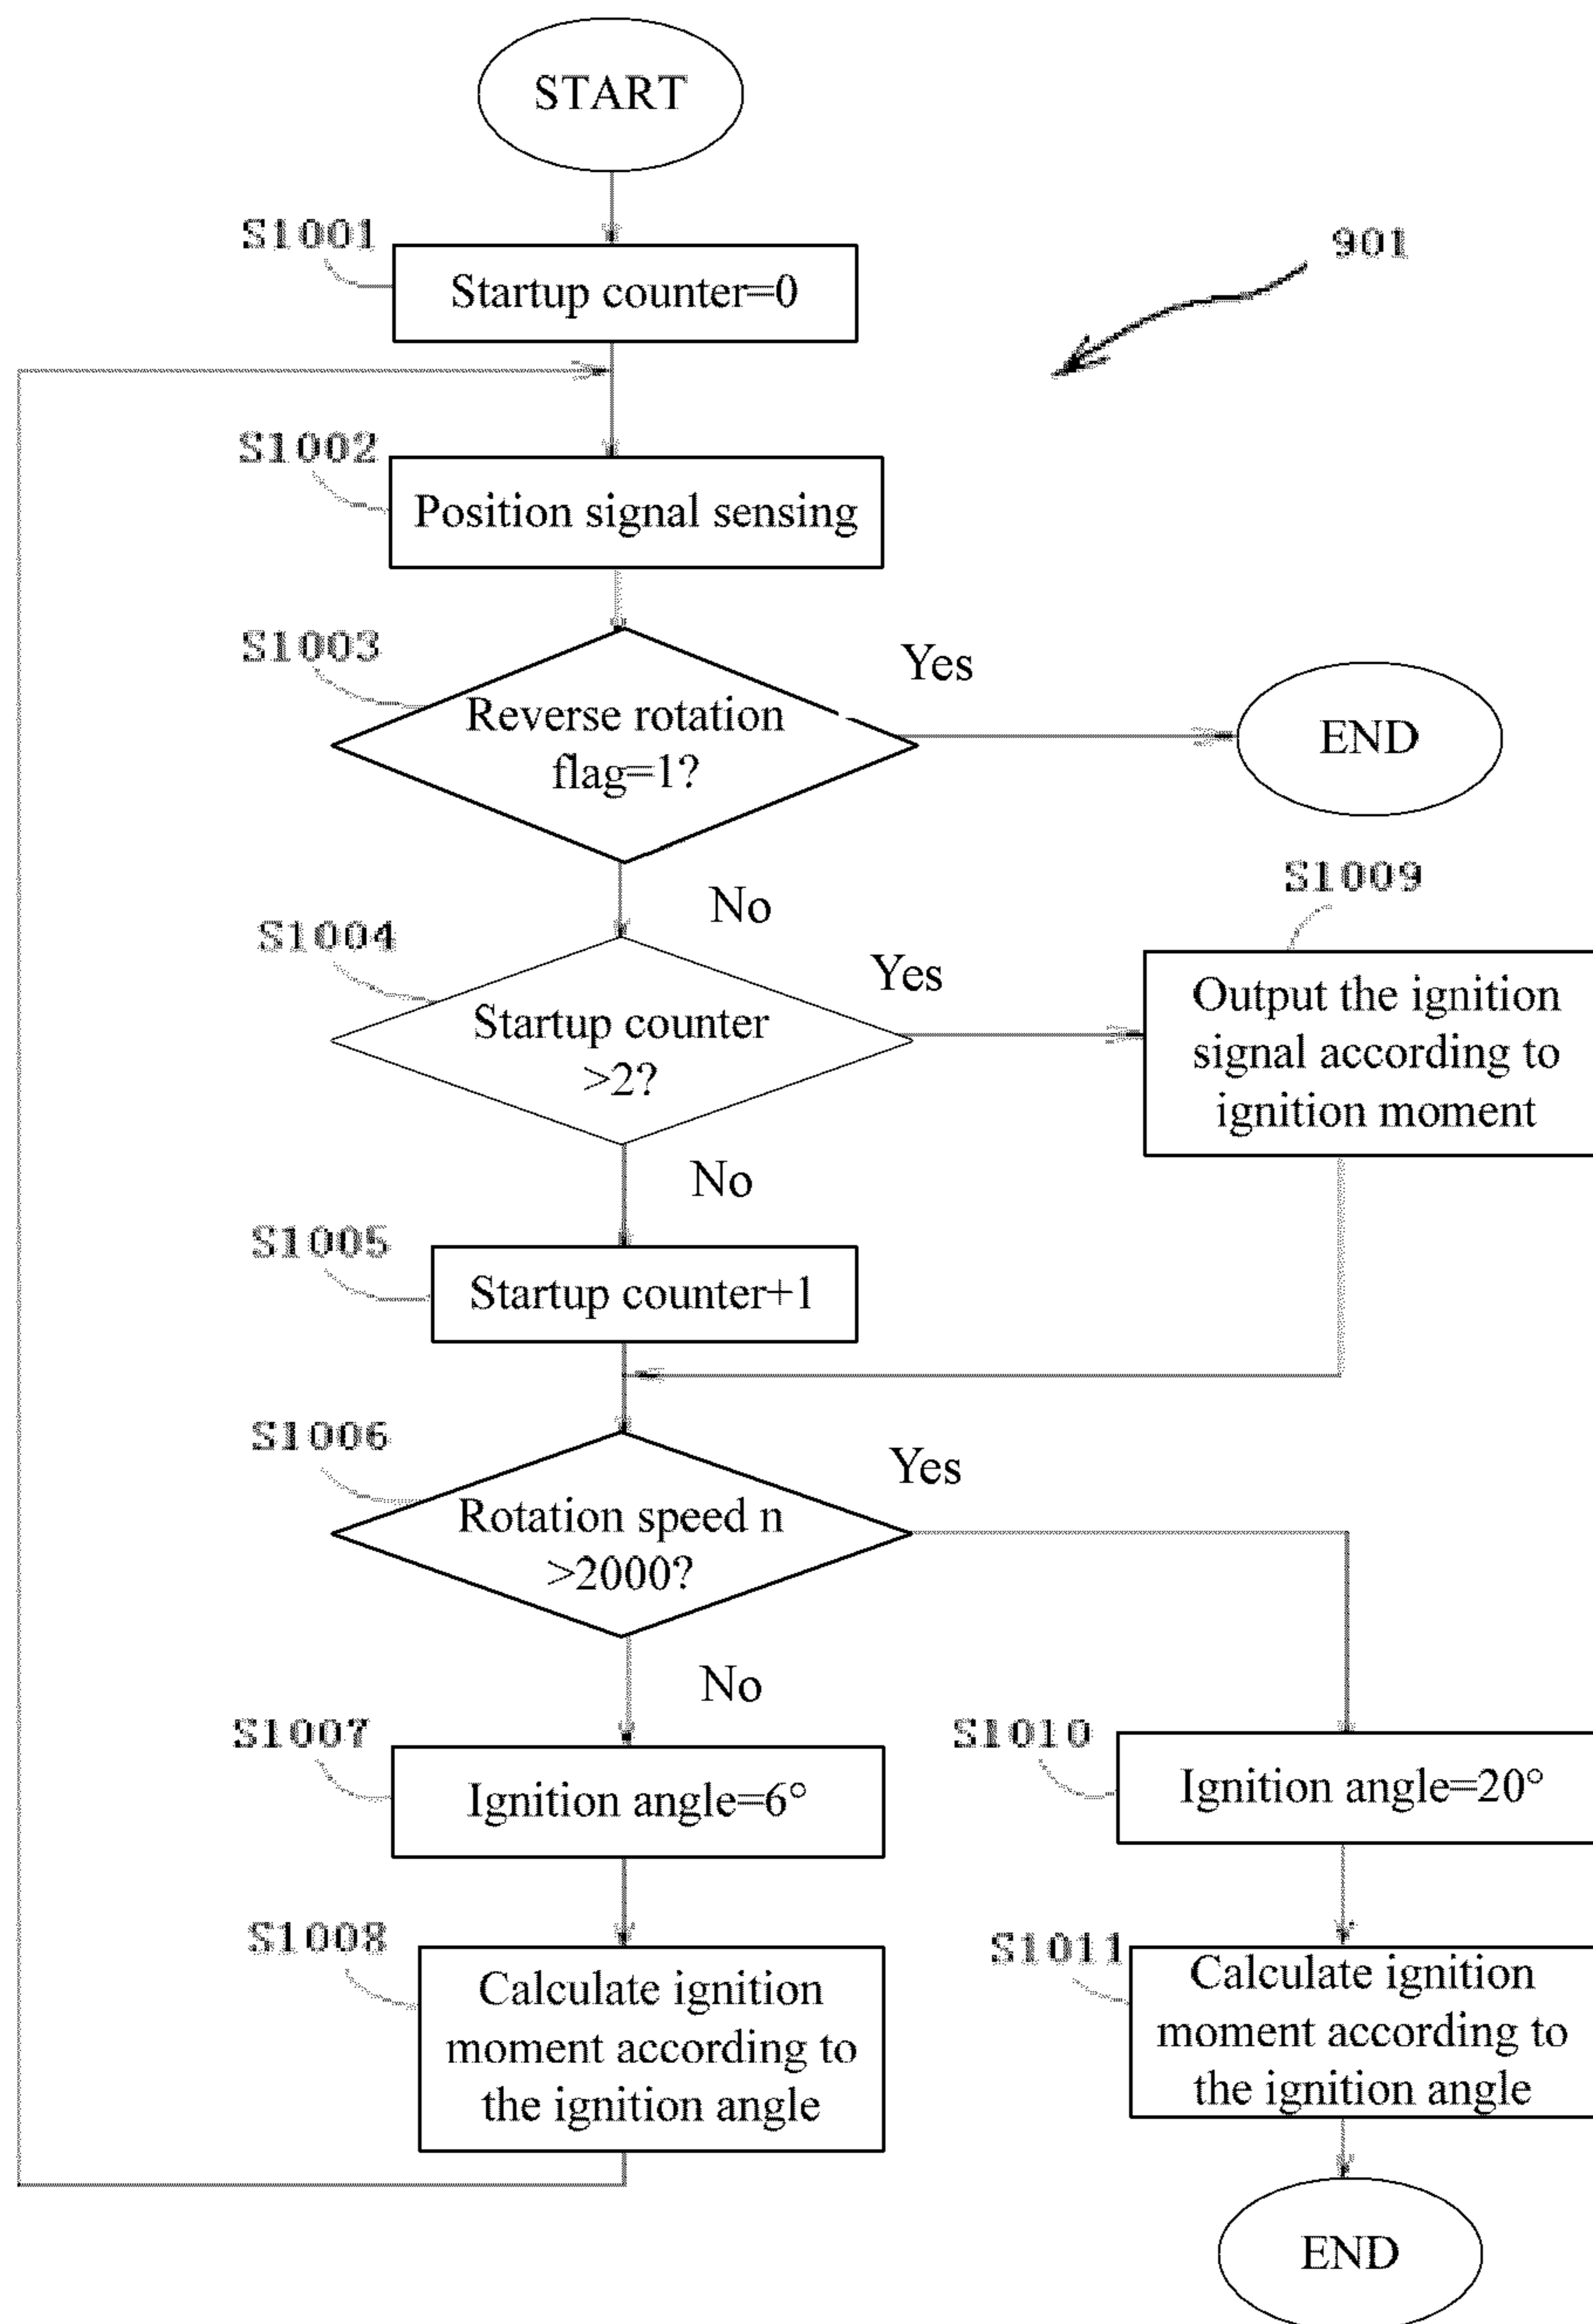 START
S1001
Startup counter=0
901
S1002
Position signal sensing
S1003
Reverse rotation
flag=1?
Yes
END
No
S1004
Startup counter
>2?
Yes
S1009
Output the ignition
signal according to
ignition moment
No
S1005
Startup counter+1
S1006
Rotation speed n
>2000?
Yes
No
S1007
Ignition angle=6°
S1010
Ignition angle=20°
S1008
Calculate ignition
moment according to
the ignition angle
S1011
Calculate ignition
moment according to
the ignition angle
END